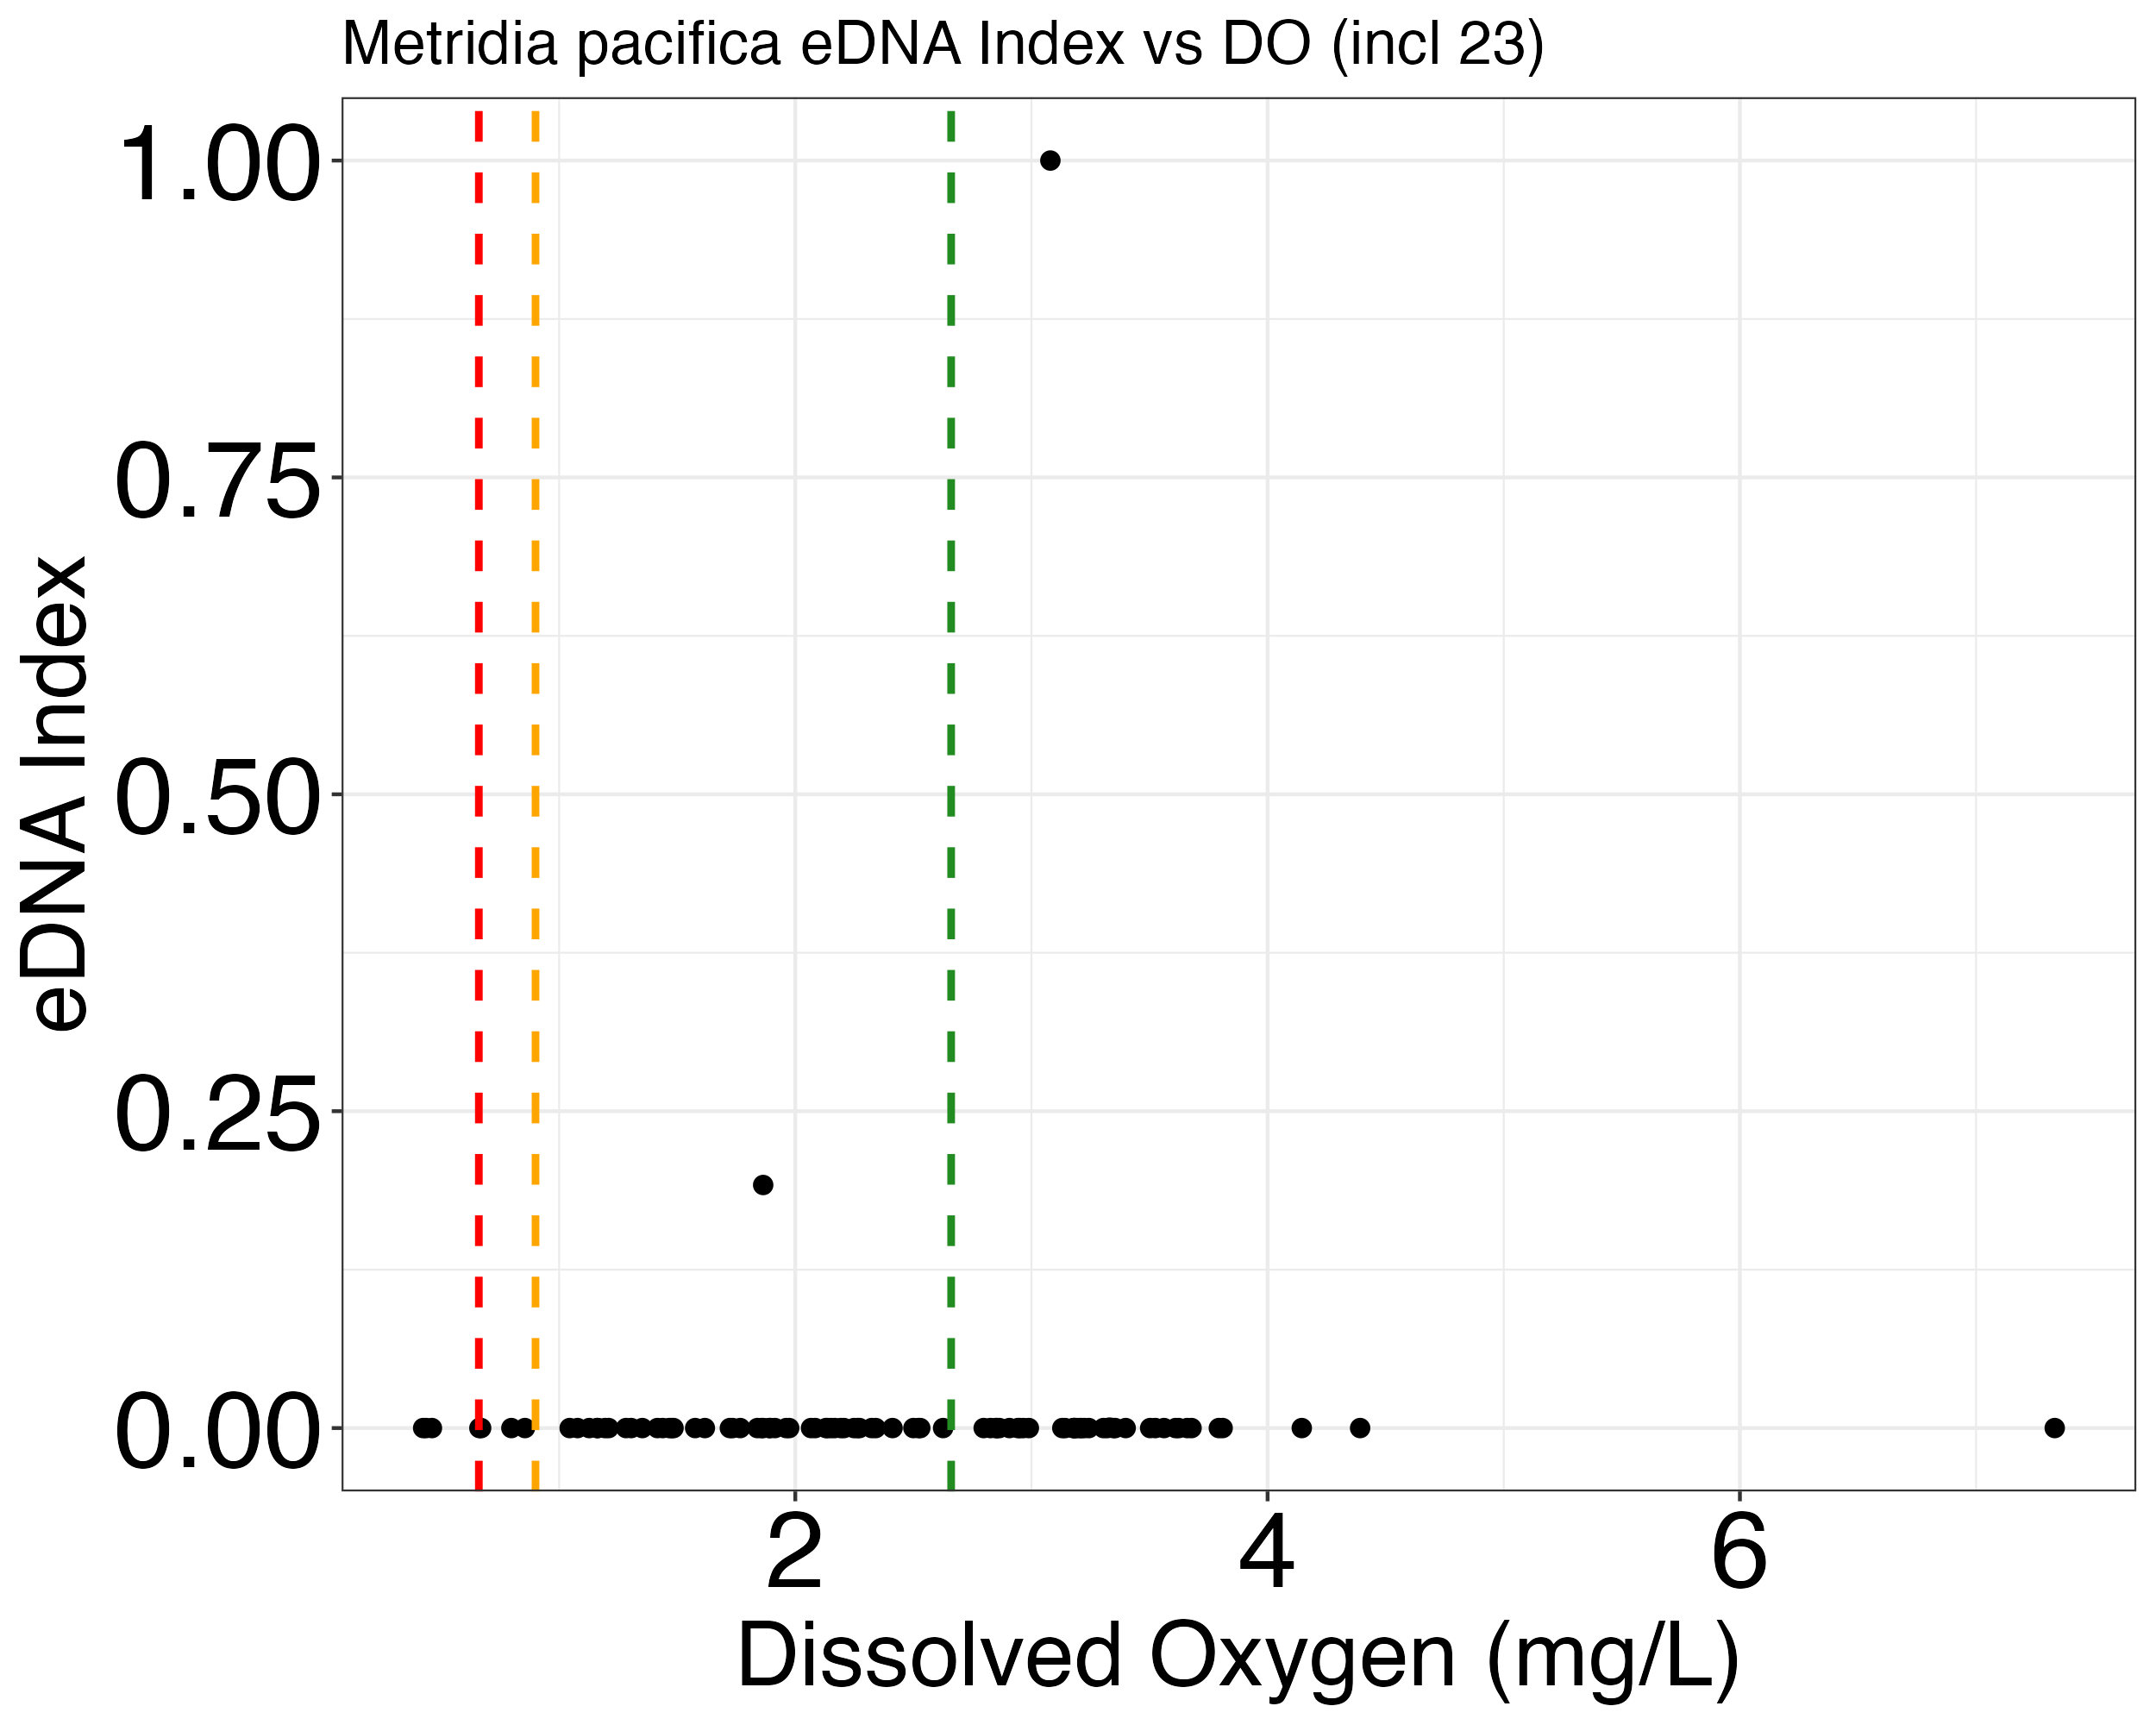 Metridia pacifica eDNA Index vs DO (incl 23)
1.00
0.75
0.50
0.25
0.00
eDNA Index
2 4 6
Dissolved Oxygen (mg/L)